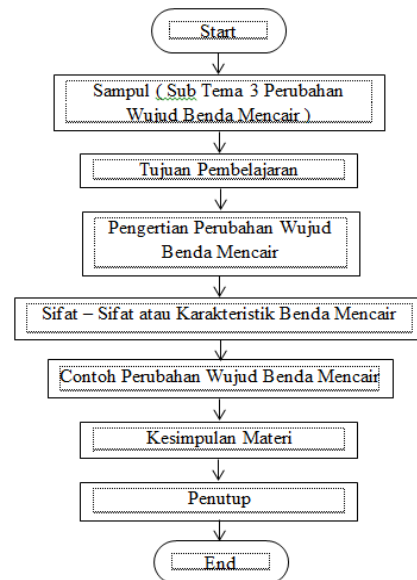 Start
Sampul ( Sub Tema 3 Perubahan
Wujud Benda Mencair )
Tujuan Pembelajaran
Pengertian Perubahan Wujud
Benda Mencair
Sifat – Sifat atau Karakteristik Benda Mencair
Contoh Perubahan Wujud Benda Mencair
Kesimpulan Materi
Penutup
End